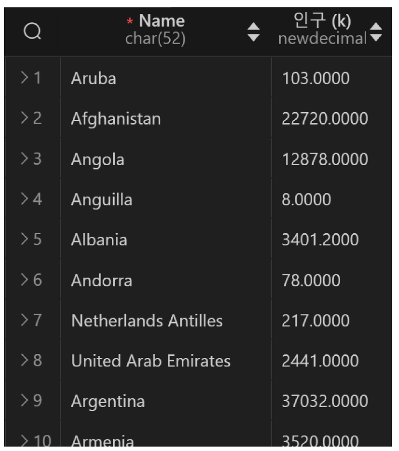 * Name 인구 (k)
char(52) newdecimal
1 Aruba 103.0000
2 Afghanistan 22720.0000
3 Angola 12878.0000
4 Anguilla 8.0000
5 Albania 3401.2000
6 Andorra 78.0000
7 Netherlands Antilles 217.0000
8 United Arab Emirates 2441.0000
9 Argentina 37032.0000
10 Armenia 3520.0000